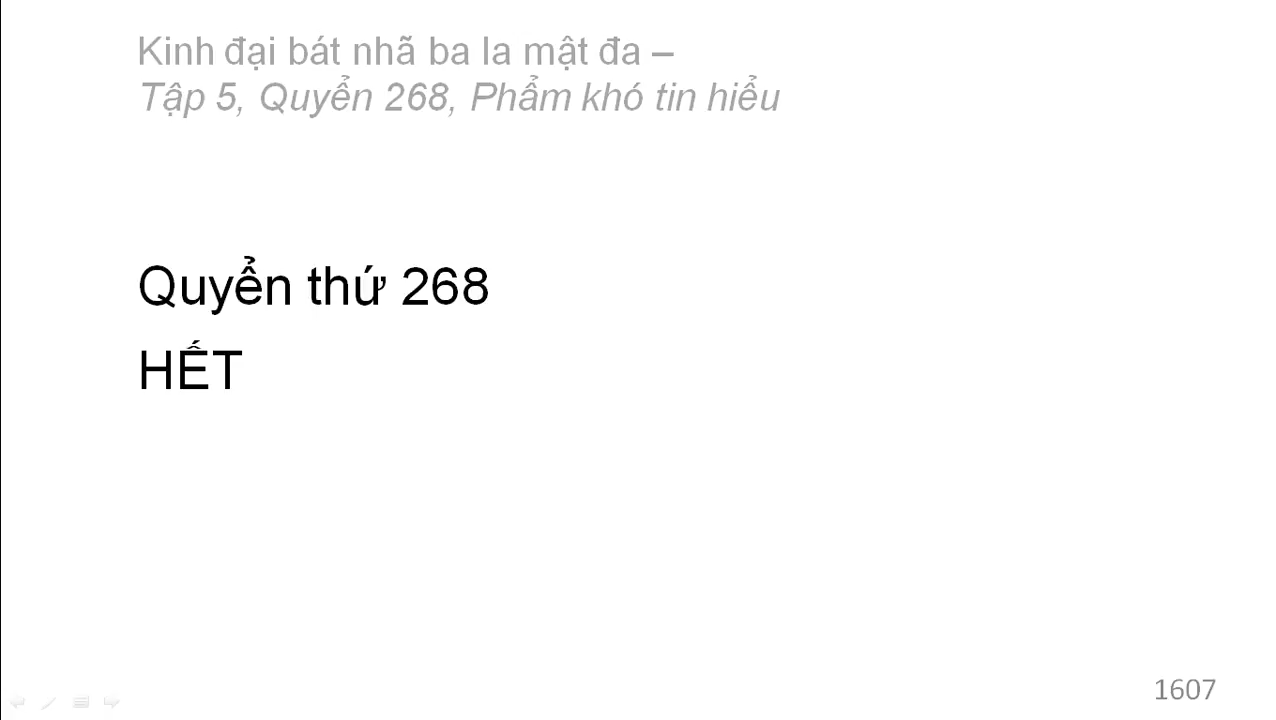 Kinh đại bát nhã ba la mật đa –
Tập 5, Quyển 268, Phẩm khó tin hiểu
Quyển thứ 268
HẾT
1607